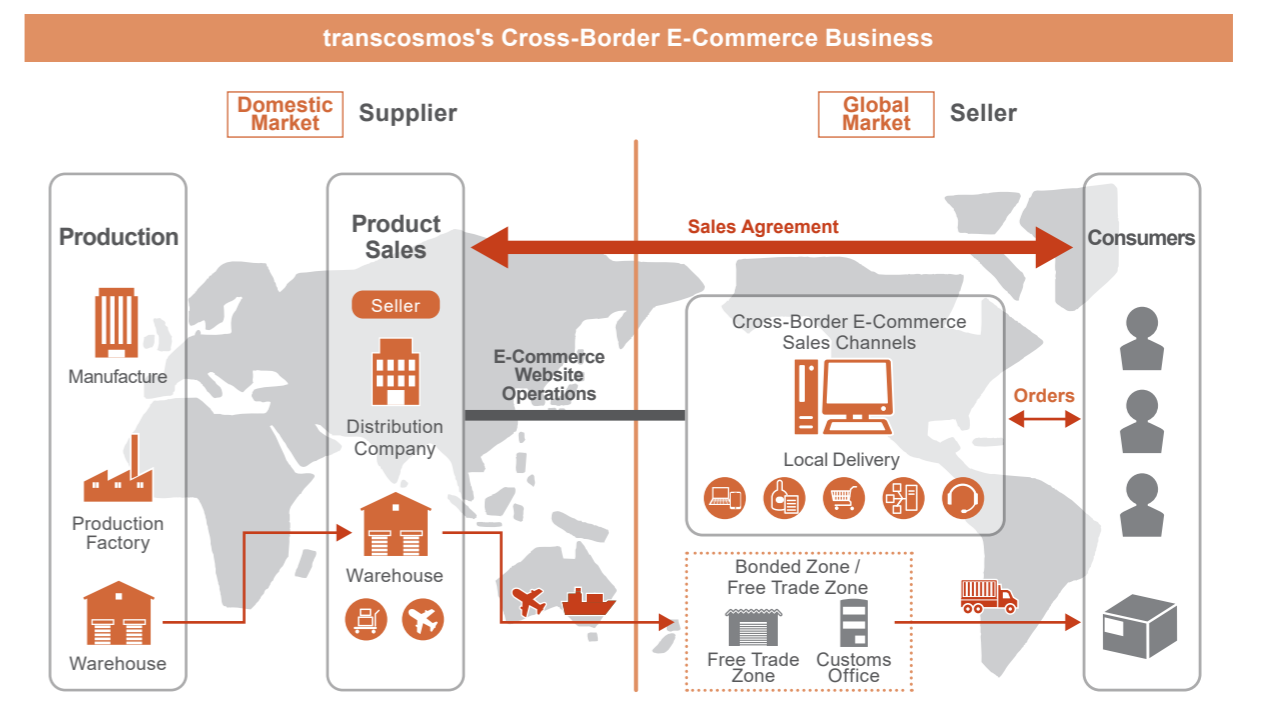 transcosmos's Cross-Border E-Commerce Business
Domestic
Market
Supplier
Global
Market
Seller
Production
Manufacture
Production
Factory
Warehouse
Product
Sales
Seller
Distribution
Company
Warehouse
Sales Agreement
E-Commerce
Website
Operations
Cross-Border E-Commerce
Sales Channels
Local Delivery
Bonded Zone /
Free Trade Zone
Free Trade
Zone
Customs
Office
Orders
Consumers